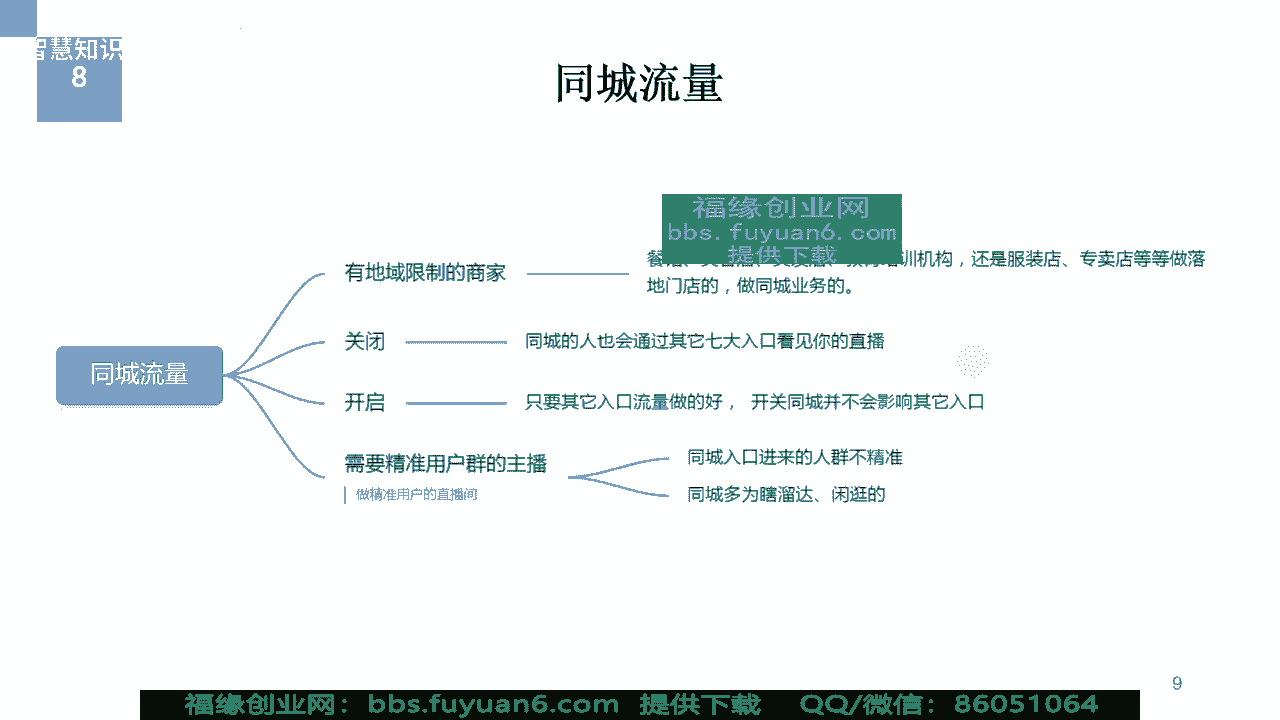 智慧知识
8
同城流量
福缘创业网
bbs.fuyuan6.com
提供下载
训机构，还是服装店、专卖店等等做落
地门店的，做同城业务的。
有地域限制的商家
关闭
同城的人也会通过其它七大入口看见你的直播
同城流量
开启
只要其它入口流量做的好， 开关同城并不会影响其它入口
需要精准用户群的主播
做精准用户的直播间
同城入口进来的人群不精准
同城多为瞎溜达、闲逛的
9
福缘创业网：bbs.fuyuan6.com 提供下载 QQ/微信：86051064